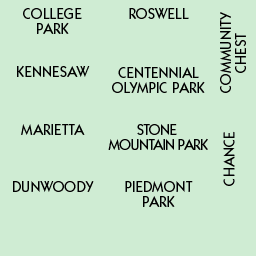 COLLEGE
PARK
ROSWELL
COMMUNITY
CHEST
KENNESAW
CENTENNIAL
OLYMPIC PARK
MARIETTA
STONE
MOUNTAIN PARK
CHANCE
DUNWOODY
PIEDMONT
PARK